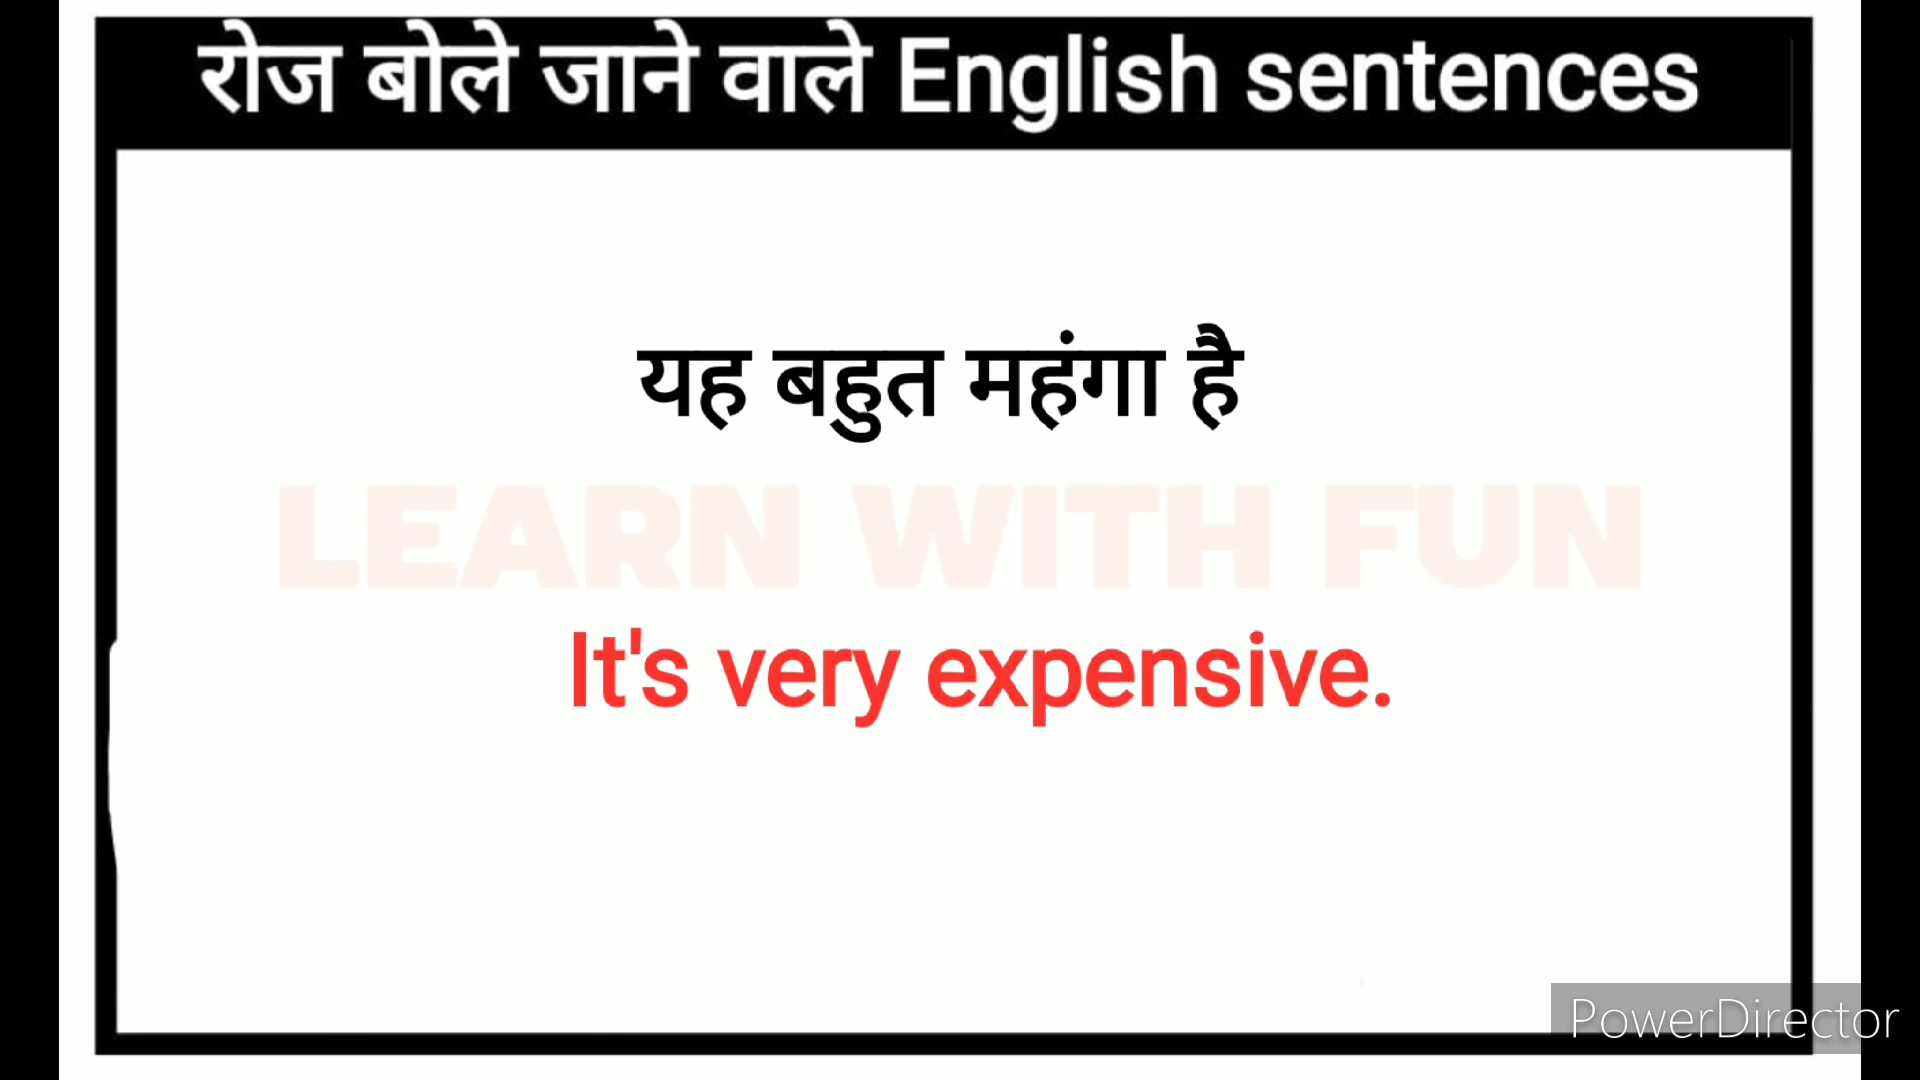 रोज बोले जाने वाले English sentences
यह बहुत महंगा है
LEARN WITH FUN
It's very expensive.
PowerDirector